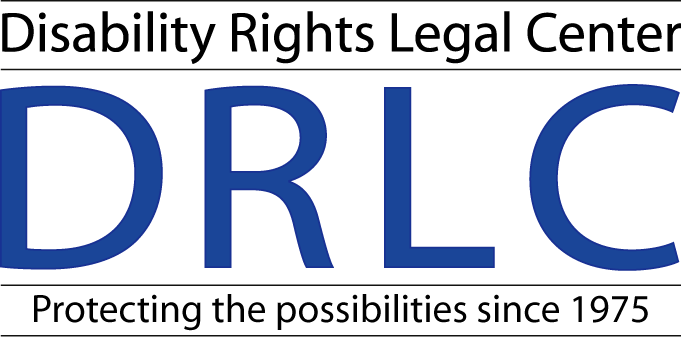 Disability Rights Legal Center
DRLC
Protecting the possibilities since 1975